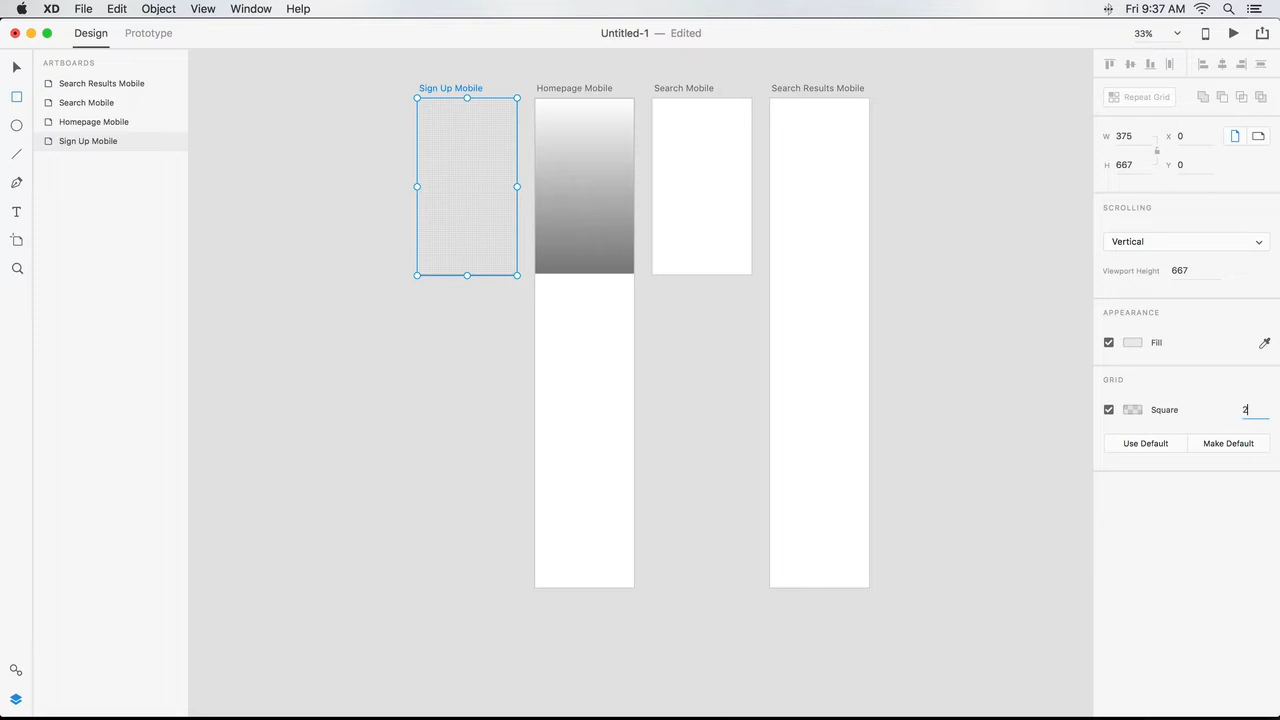 XD File Edit Object View Window Help Fri 9:37 AM
Design Prototype Untitled-1 — Edited 33%
ARTBOARDS
Search Results Mobile
Search Mobile
Homepage Mobile
Sign Up Mobile
Sign Up Mobile Homepage Mobile Search Mobile Search Results Mobile
Repeat Grid
W 375 X 0
H 667 Y 0
SCROLLING
Vertical
Viewport Height 667
APPEARANCE
Fill
GRID
Square 2
Use Default Make Default
T